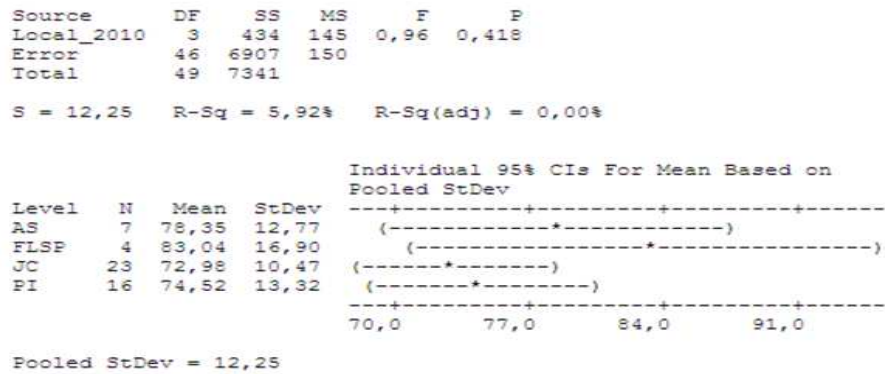 Source DF SS MS F P
Local_2010 3 434 145 0,96 0,418
Error 46 6907 150
Total 49 7341
S = 12,25 R-Sq = 5,92% R-Sq(adj) = 0,00%
Individual 95% CIs For Mean Based on
Pooled StDev
Level N Mean StDev ---+---------+---------+---------+------
AS 7 78,35 12,77 (------------*------------)
FLSP 4 83,04 16,90 (-----------------*----------------)
JC 23 72,98 10,47 (------*-------)
PI 16 74,52 13,32 (-------*--------)
---+---------+---------+---------+------
70,0 77,0 84,0 91,0
Pooled StDev = 12,25